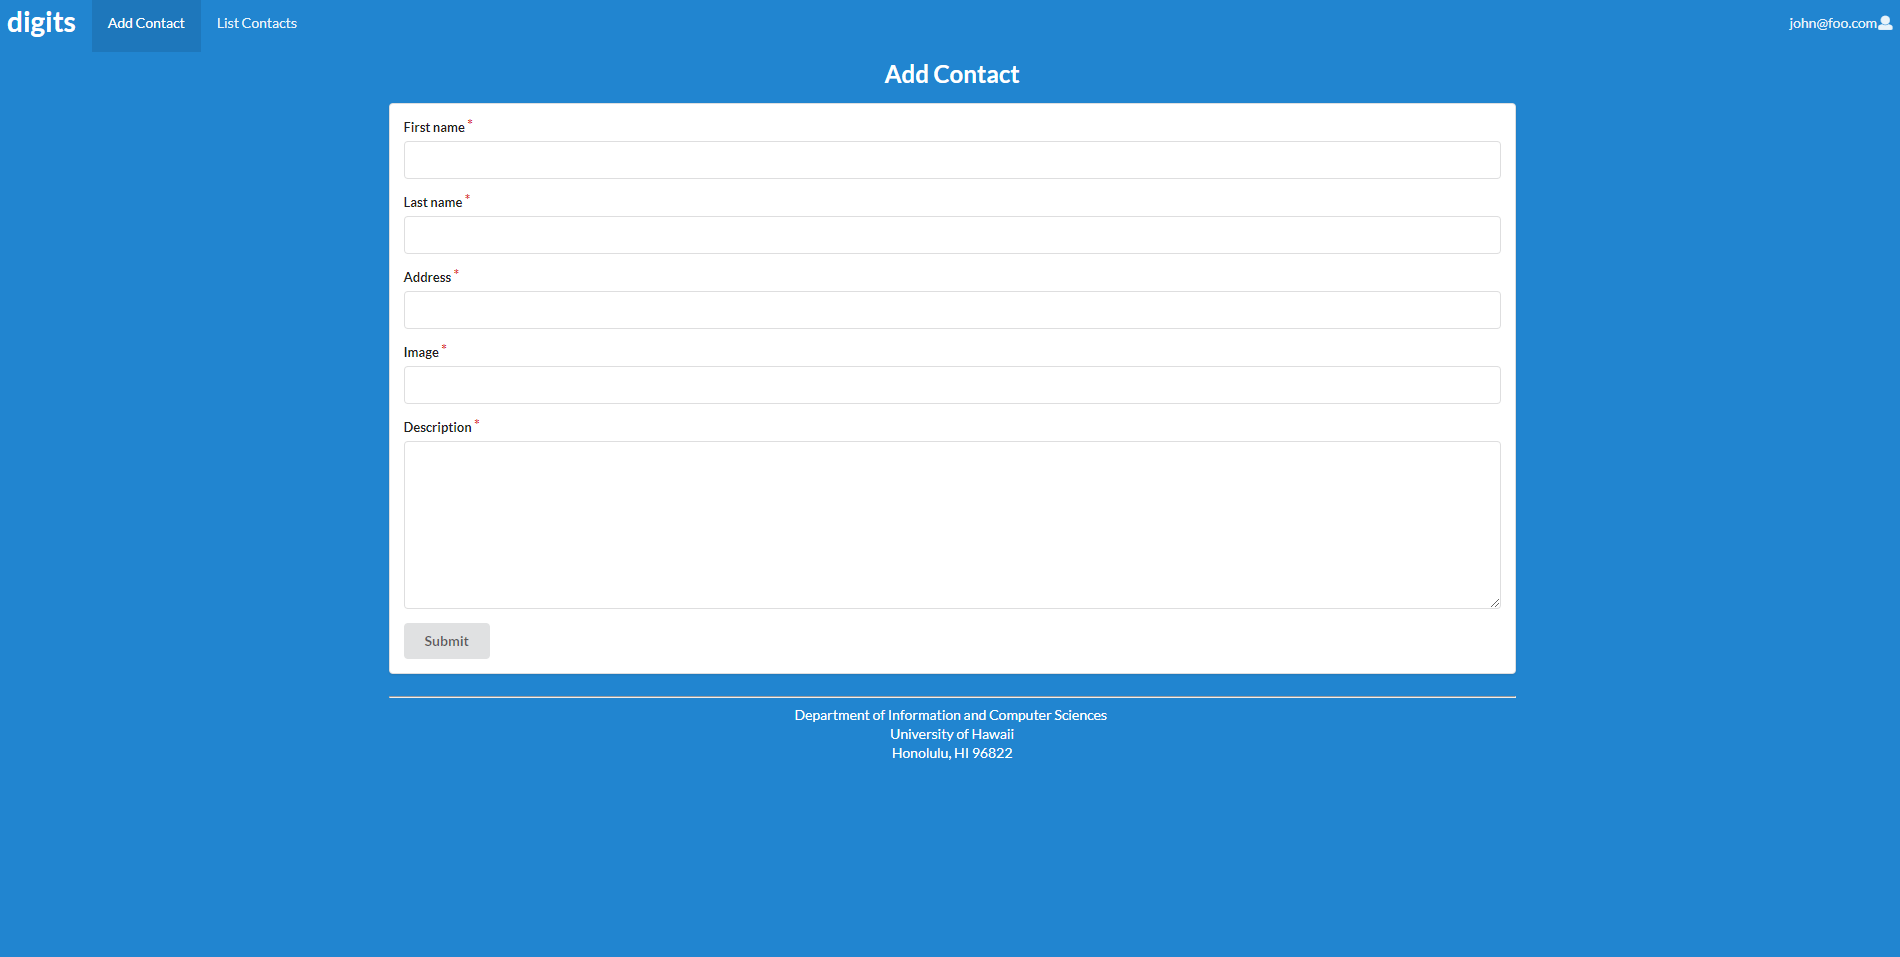 digits
Add Contact
List Contacts
john@foo.com
Add Contact
First name *
Last name *
Address *
Image *
Description *
Submit
Department of Information and Computer Sciences
University of Hawaii
Honolulu, HI 96822